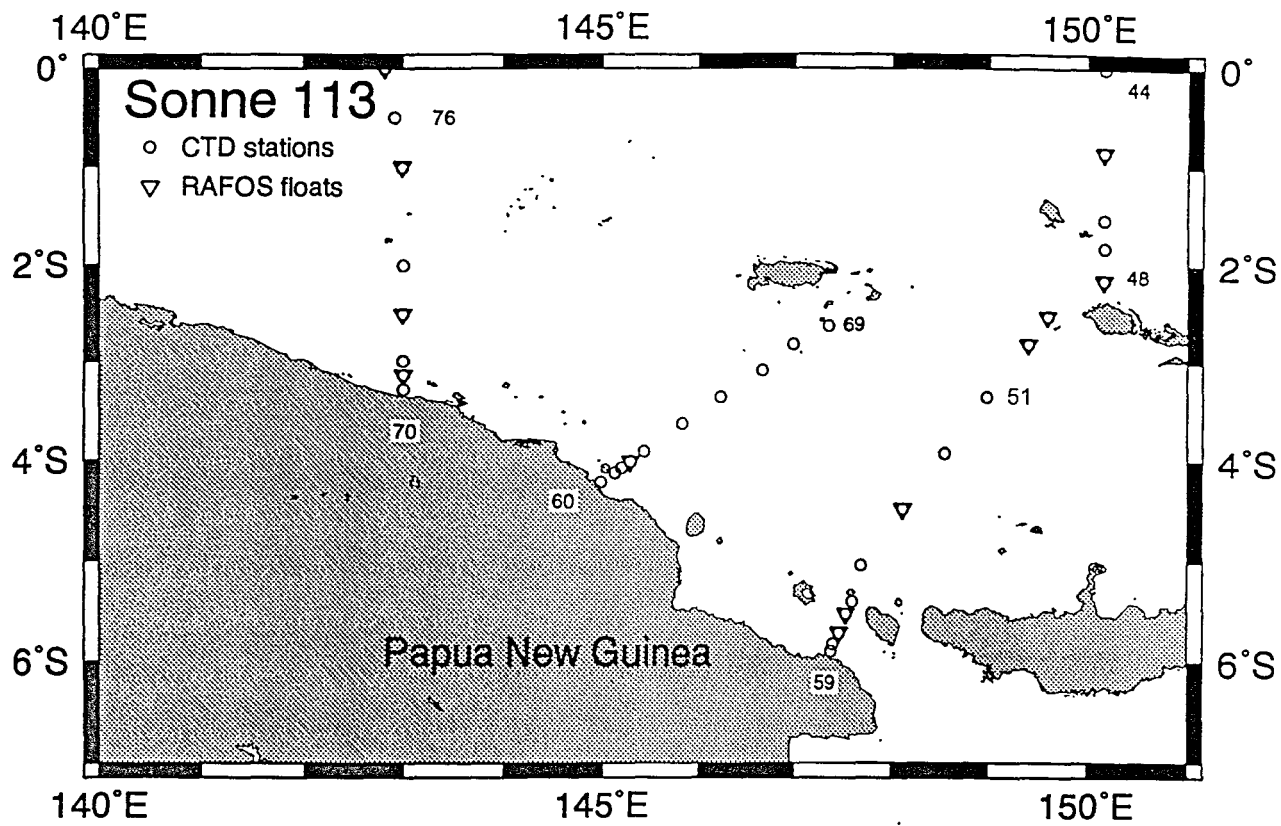 140°E 145°E 150°E
0° 0°
Sonne 113
76
44
CTD stations
RAFOS floats
2°S 2°S
48
69
51
70
4°S 4°S
60
Papua New Guinea
6°S 6°S
59
140°E 145°E 150°E